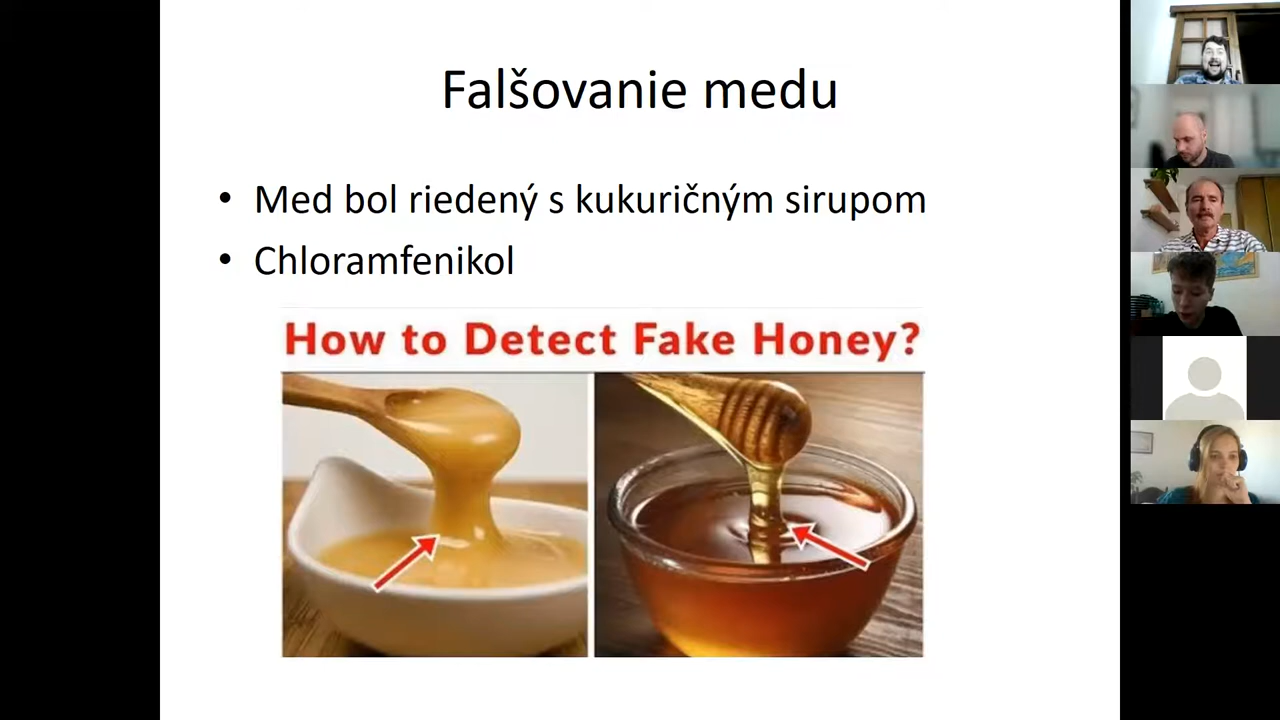 Falšovanie medu
• Med bol riedený s kukuričným sirupom
• Chloramfenikol
How to Detect Fake Honey?